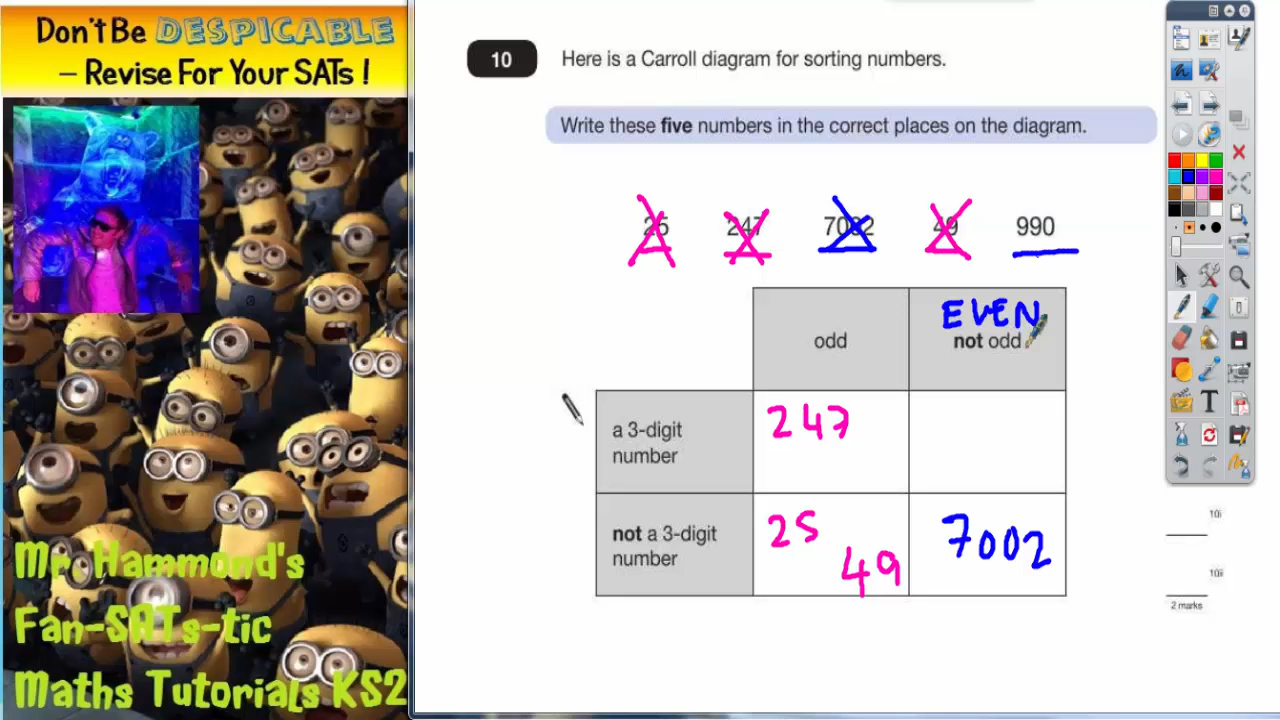 Don't Be DESPICABLE
– Revise For Your SATs !
10
Here is a Carroll diagram for sorting numbers.
Write these five numbers in the correct places on the diagram.
25 247 7002 49 990
EVEN
odd
not odd
a 3-digit
number
247
not a 3-digit
number
25
49
7002
10i
10ii
2 marks
Mr. Hammond's
Fan-SATs-tic
Maths Tutorials KS2